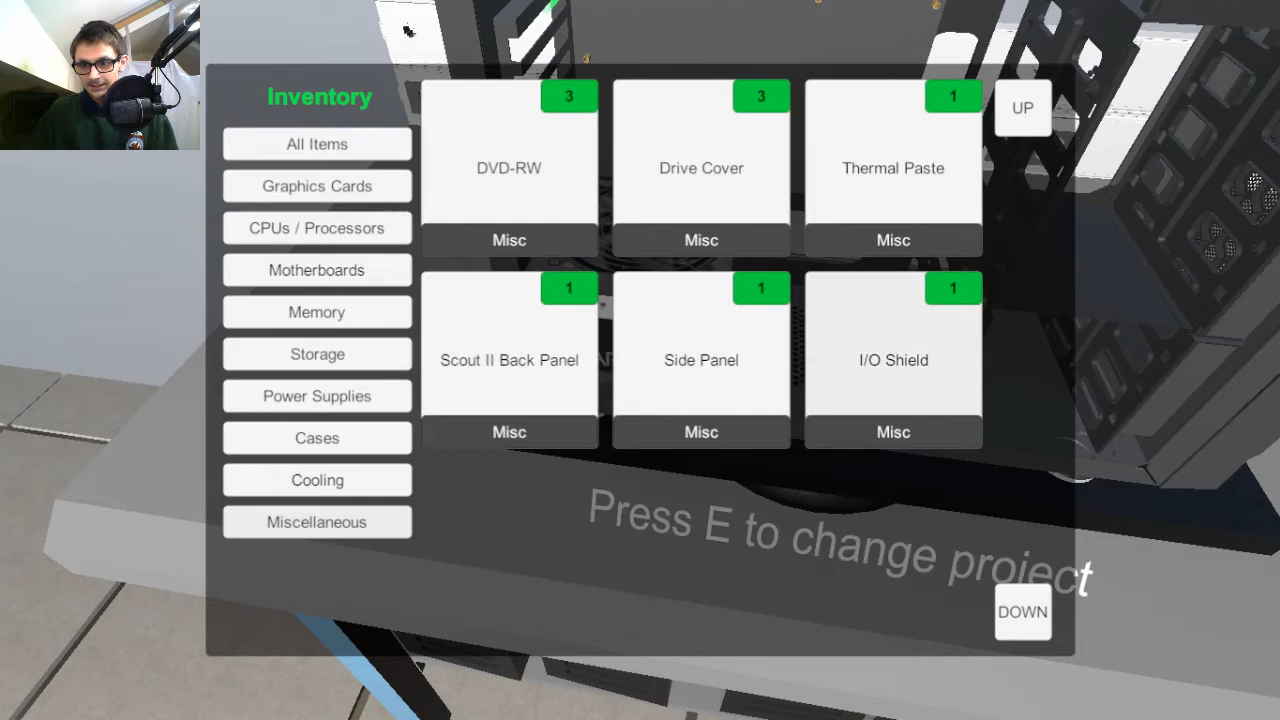 Inventory
All Items
Graphics Cards
CPUs / Processors
Motherboards
Memory
Storage
Power Supplies
Cases
Cooling
Miscellaneous
3
DVD-RW
Misc
3
Drive Cover
Misc
1
Thermal Paste
Misc
1
Scout II Back Panel
Misc
1
Side Panel
Misc
1
I/O Shield
Misc
UP
DOWN
Press E to change project